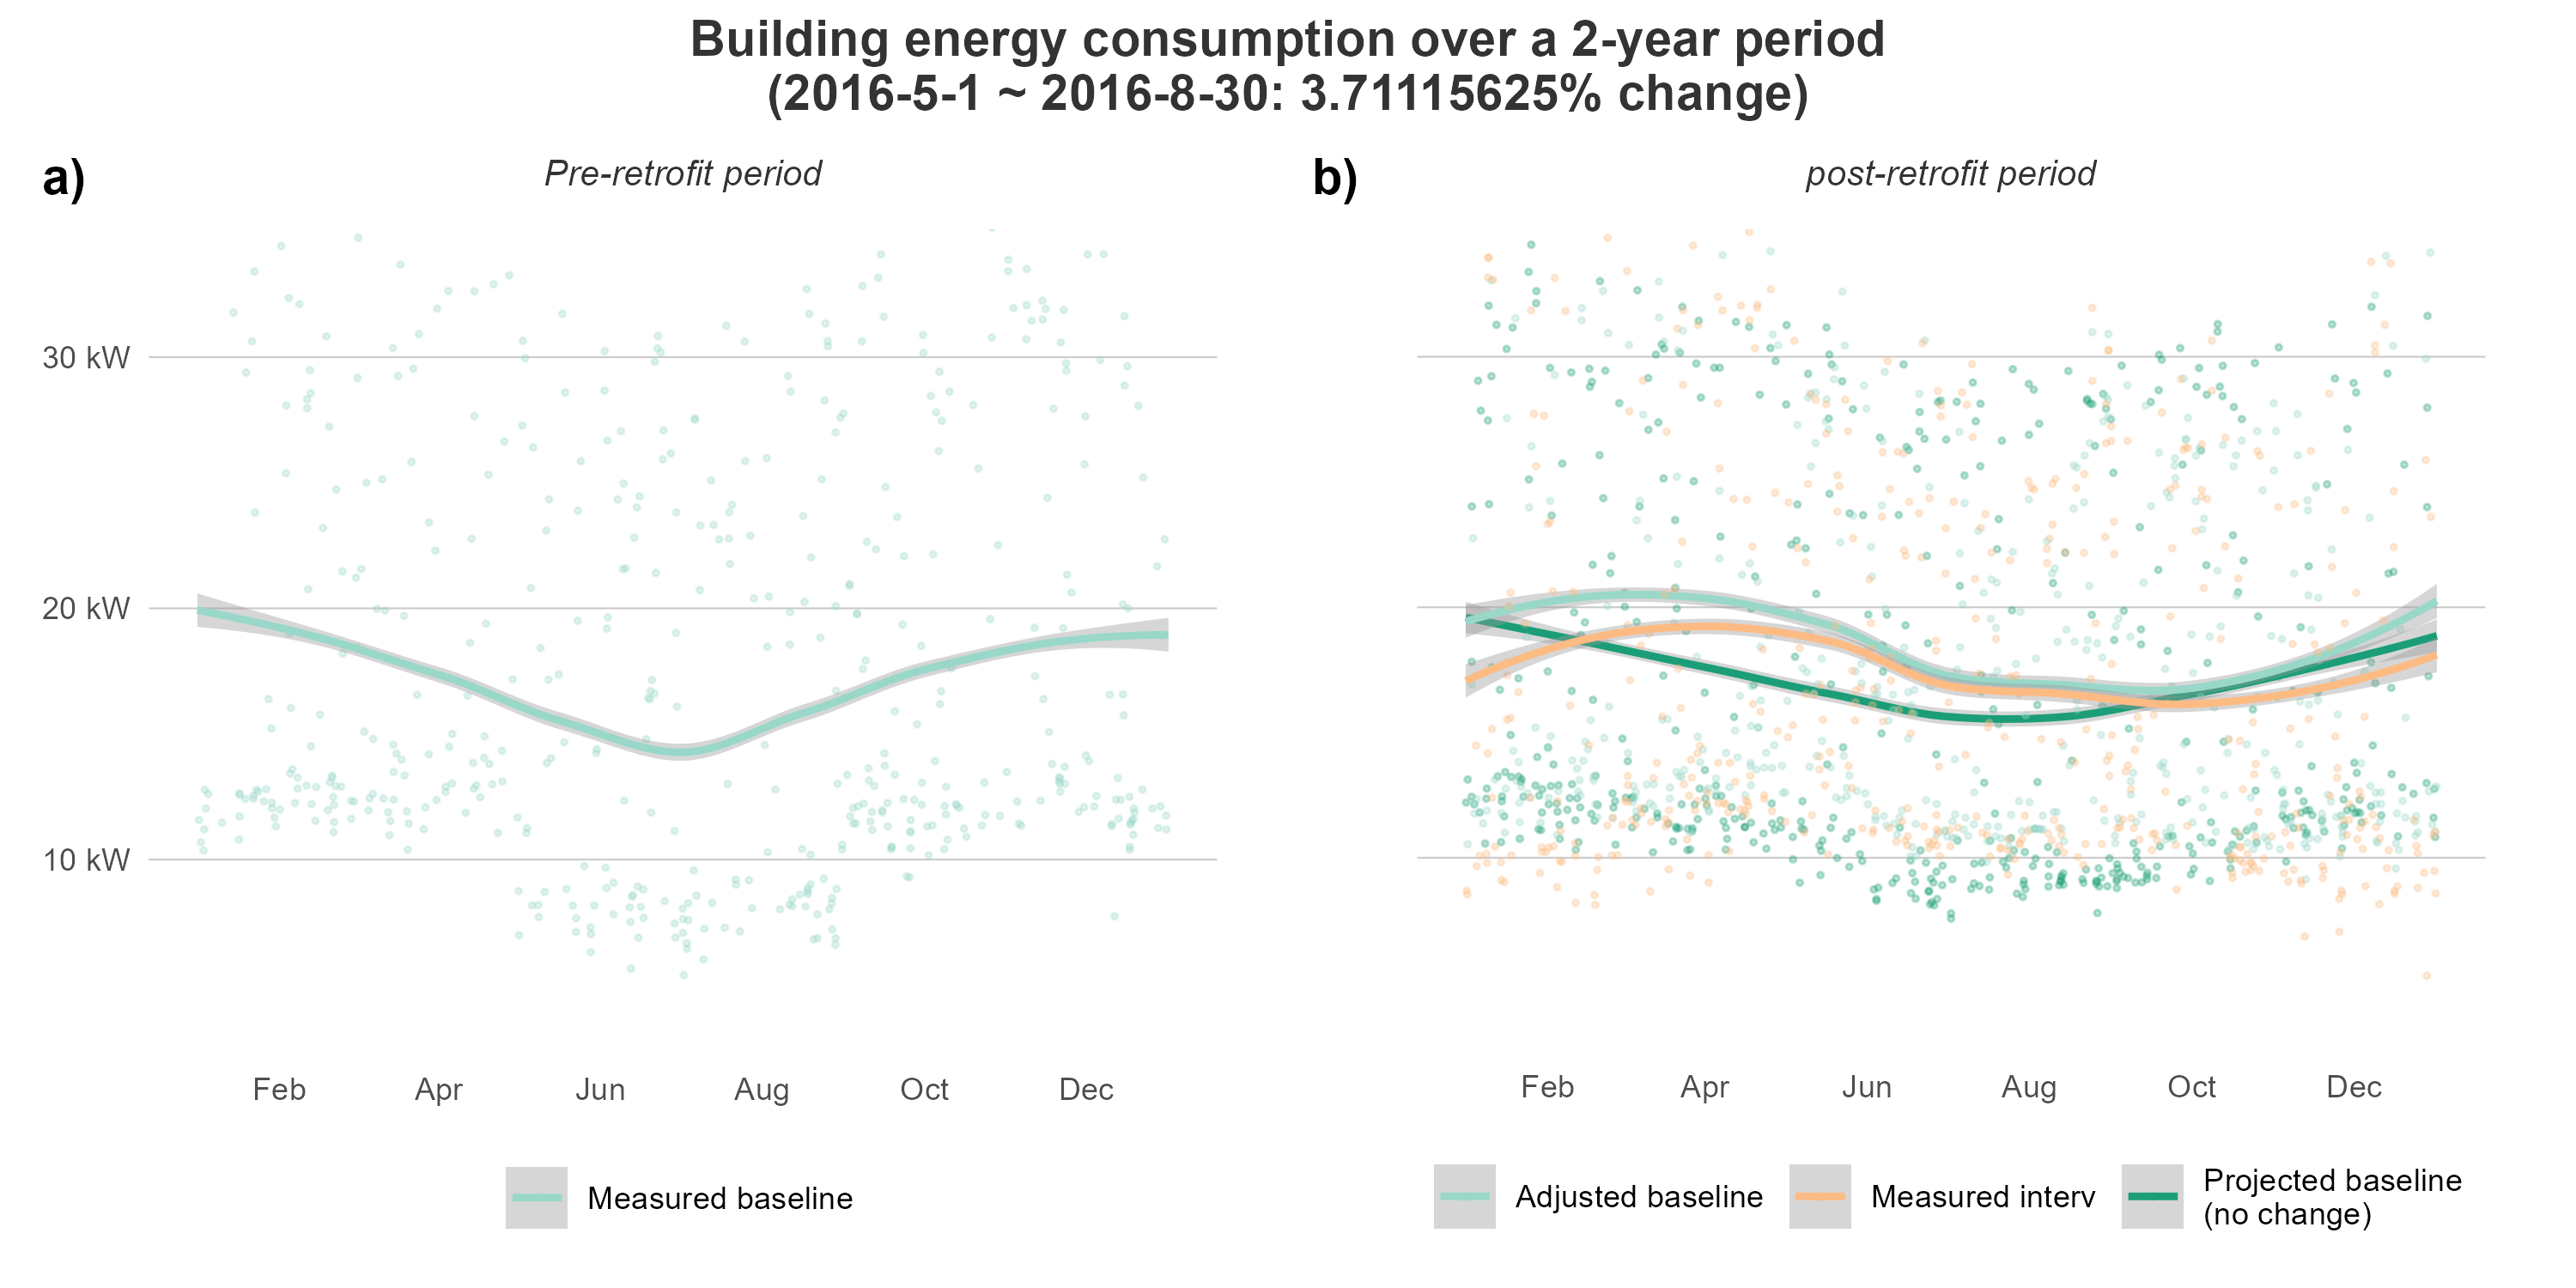 Building energy consumption over a 2-year period
(2016-5-1 ~ 2016-8-30: 3.71115625% change)
a)
Pre-retrofit period
30 kW
20 kW
10 kW
Feb Apr Jun Aug Oct Dec
Measured baseline
b)
post-retrofit period
Feb Apr Jun Aug Oct Dec
Adjusted baseline
Measured interv
Projected baseline
(no change)